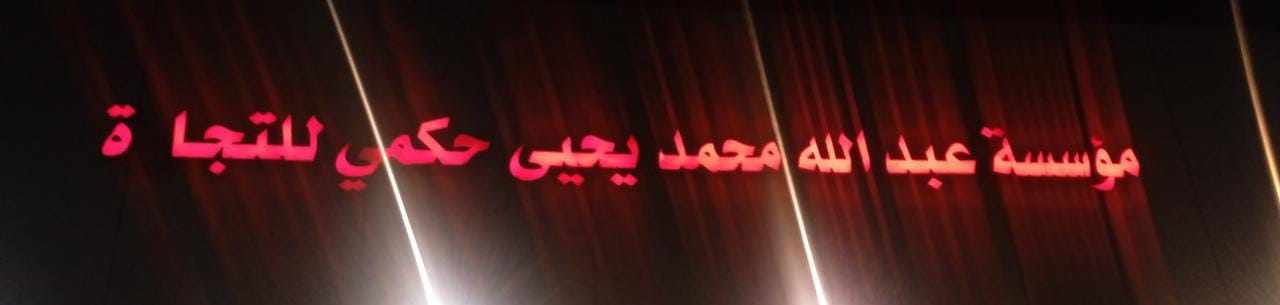 مؤسسة عبد الله محمد يحيى حكمي للتجا ة